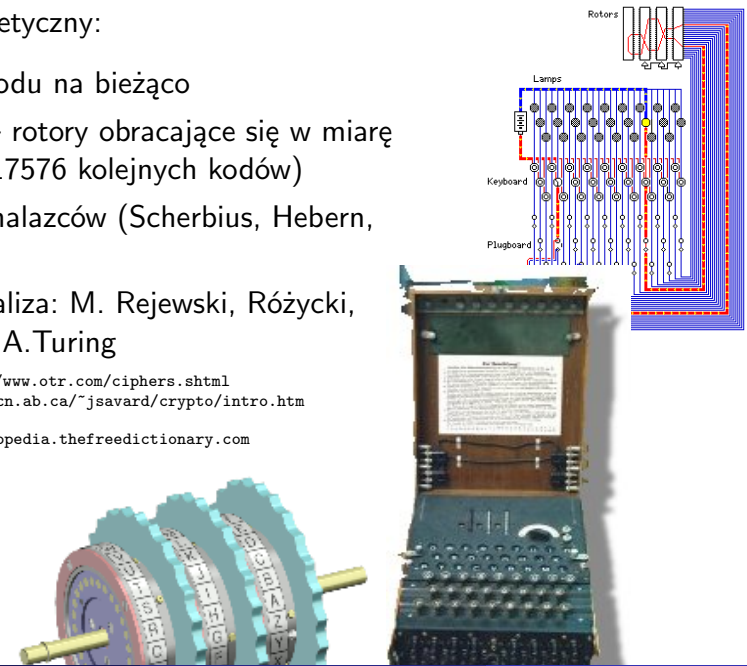 etyczny:
odu na bieżąco
rotory obracające się w miarę
17576 kolejnych kodów)
nalazców (Scherbius, Hebern,
aliza: M. Rejewski, Różycki,
A.Turing
/www.otr.com/ciphers.shtml
cn.ab.ca/~jsavard/crypto/intro.htm
opedia.thefreedictionary.com
Rotors
Lamps
Keyboard
Plugboard